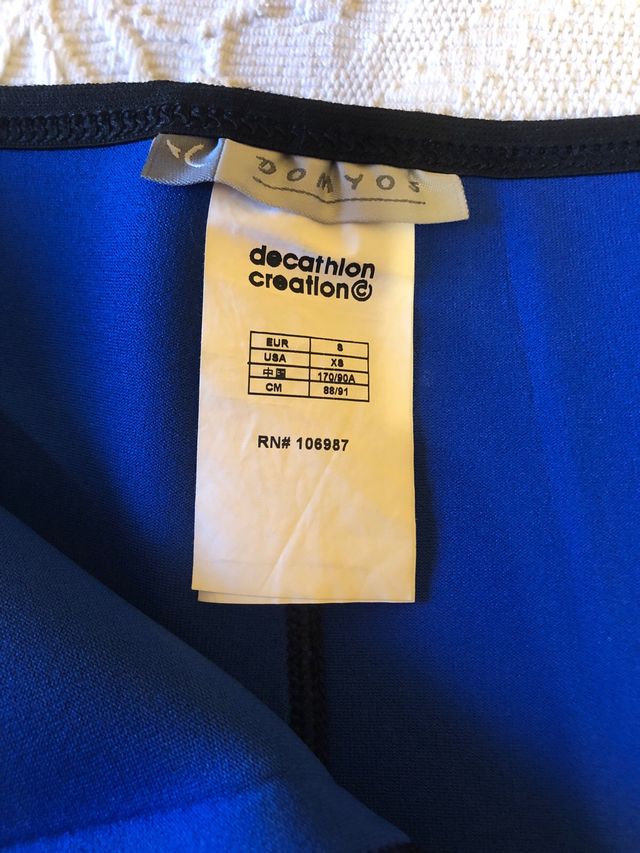 DOMYOS
decathlon
creation©
EUR S
USA XS
中国 170/90A
CM 88/91
RN# 106987